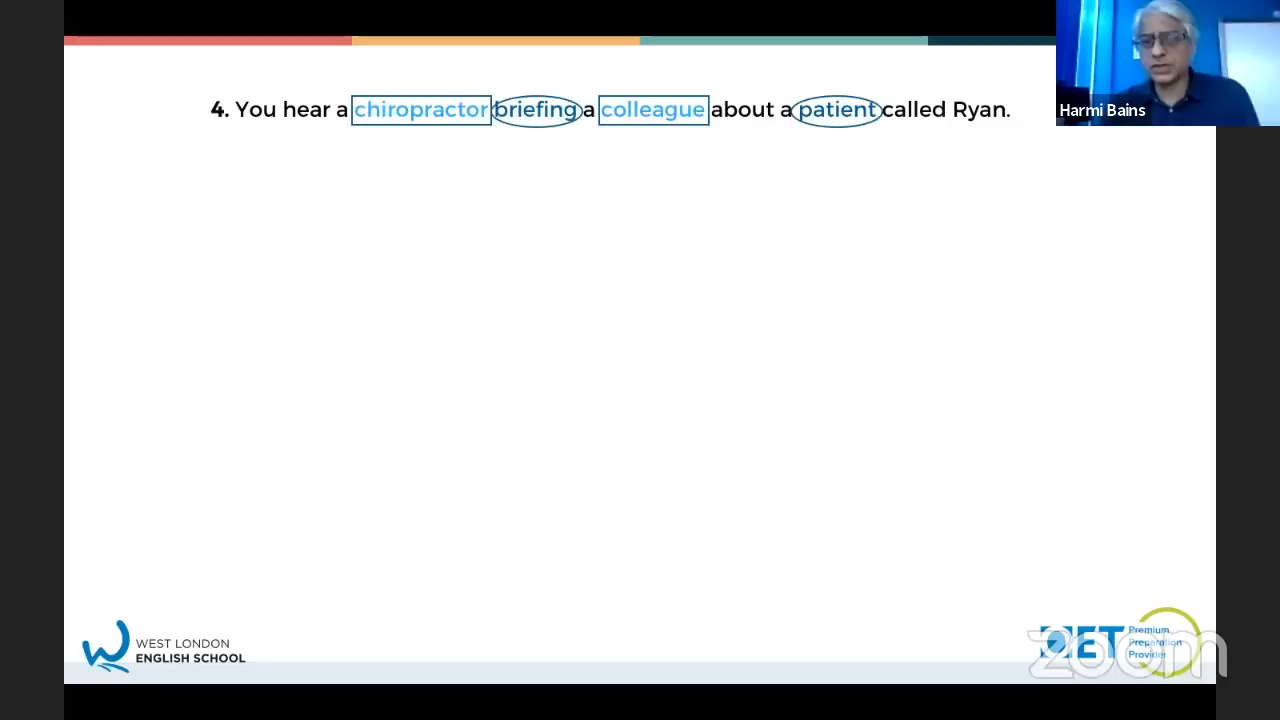 4. You hear a chiropractor briefing a colleague about a patient called Ryan.
Harmi Bains
WEST LONDON
ENGLISH SCHOOL
OET
Premium
Preparation
Provider
zoom